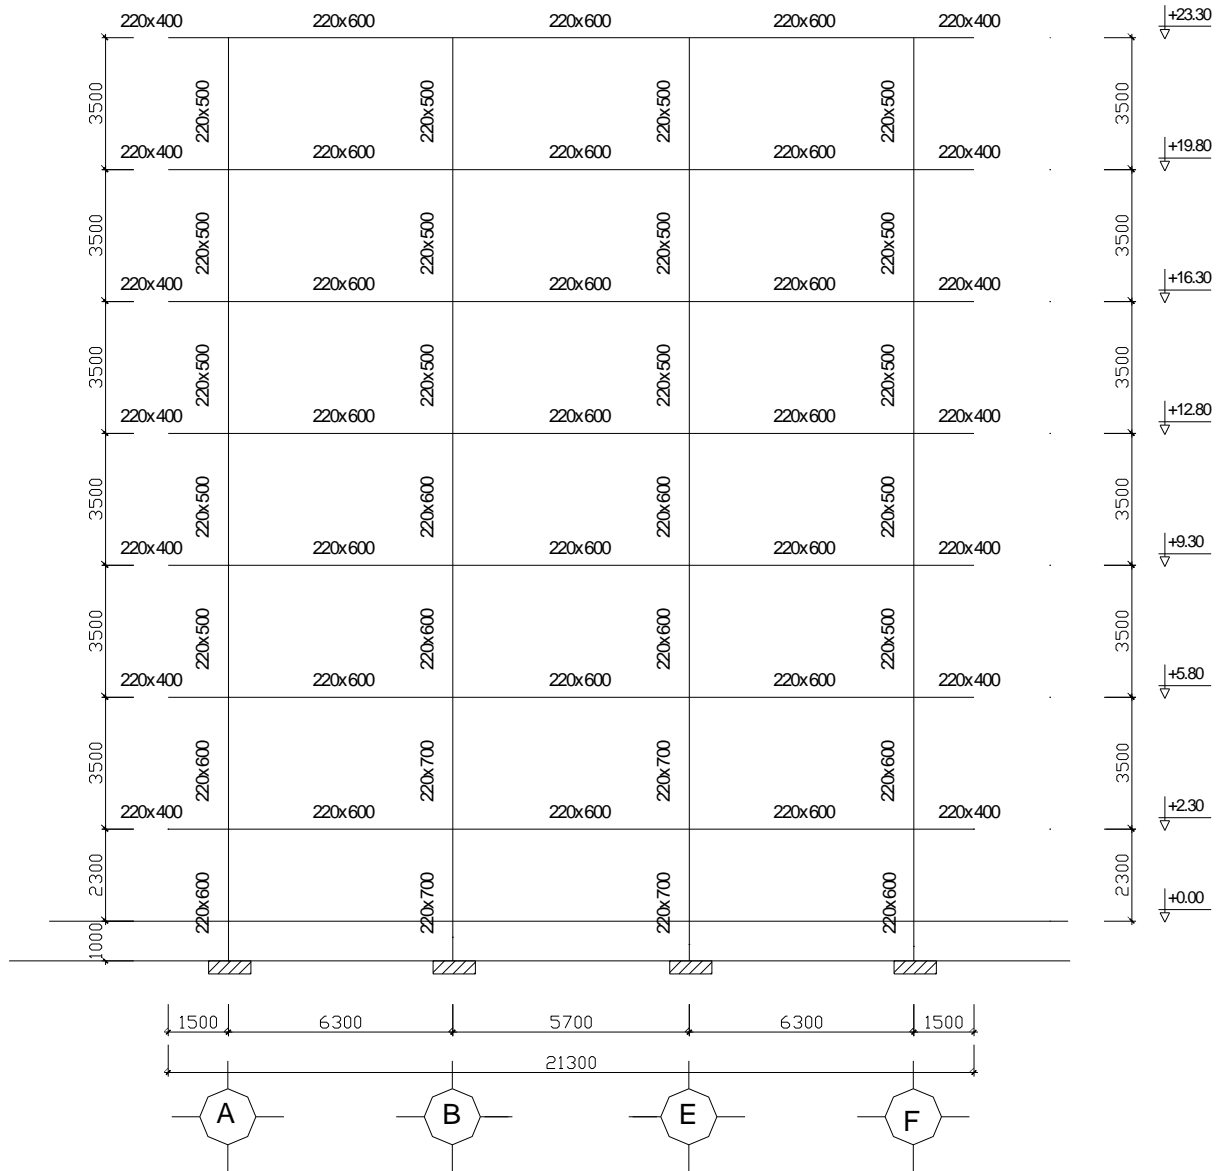 220x400 220x600 220x600 220x600 220x400 +23.30
3500 220x500 220x500 220x500 220x500 3500
220x400 220x600 220x600 220x600 220x400 +19.80
3500 220x500 220x500 220x500 220x500 3500
220x400 220x600 220x600 220x600 220x400 +16.30
3500 220x500 220x500 220x500 220x500 3500
220x400 220x600 220x600 220x600 220x400 +12.80
3500 220x500 220x600 220x600 220x500 3500
220x400 220x600 220x600 220x600 220x400 +9.30
3500 220x500 220x600 220x600 220x500 3500
220x400 220x600 220x600 220x600 220x400 +5.80
3500 220x600 220x700 220x700 220x600 3500
220x400 220x600 220x600 220x600 220x400 +2.30
2300 220x600 220x700 220x700 220x600 2300
+0.00
1000
1500 6300 5700 6300 1500
21300
A B E F